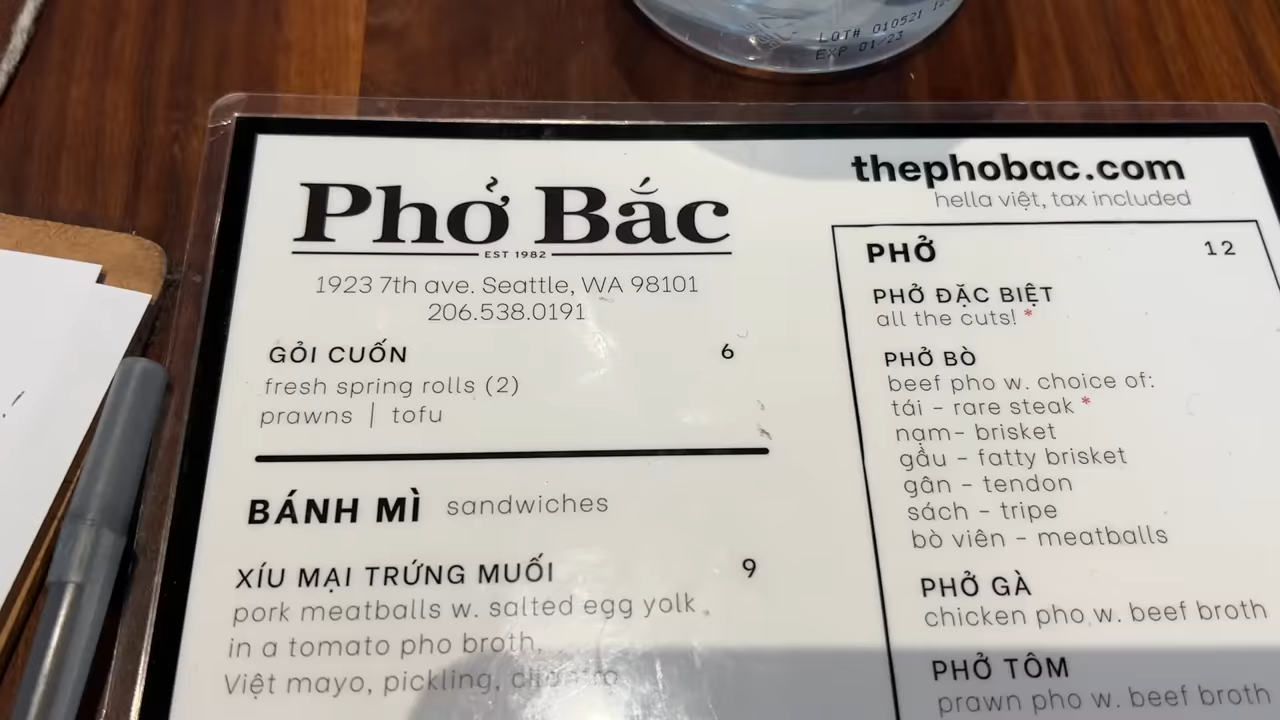 LOT# 010521
EXP 01/23
Phở Bắc
EST 1982
1923 7th ave. Seattle, WA 98101
206.538.0191
GỎI CUỐN 6
fresh spring rolls (2)
prawns | tofu
BÁNH MÌ sandwiches
XÍU MẠI TRỨNG MUỐI 9
pork meatballs w. salted egg yolk
in a tomato pho broth,
Việt mayo, pickling, cilantro
thephobac.com
hella việt, tax included
PHỞ 12
PHỞ ĐẶC BIỆT
all the cuts! *
PHỞ BÒ
beef pho w. choice of:
tái - rare steak *
nạm- brisket
gầu - fatty brisket
gân - tendon
sách - tripe
bò viên - meatballs
PHỞ GÀ
chicken pho w. beef broth
PHỞ TÔM
prawn pho w. beef broth